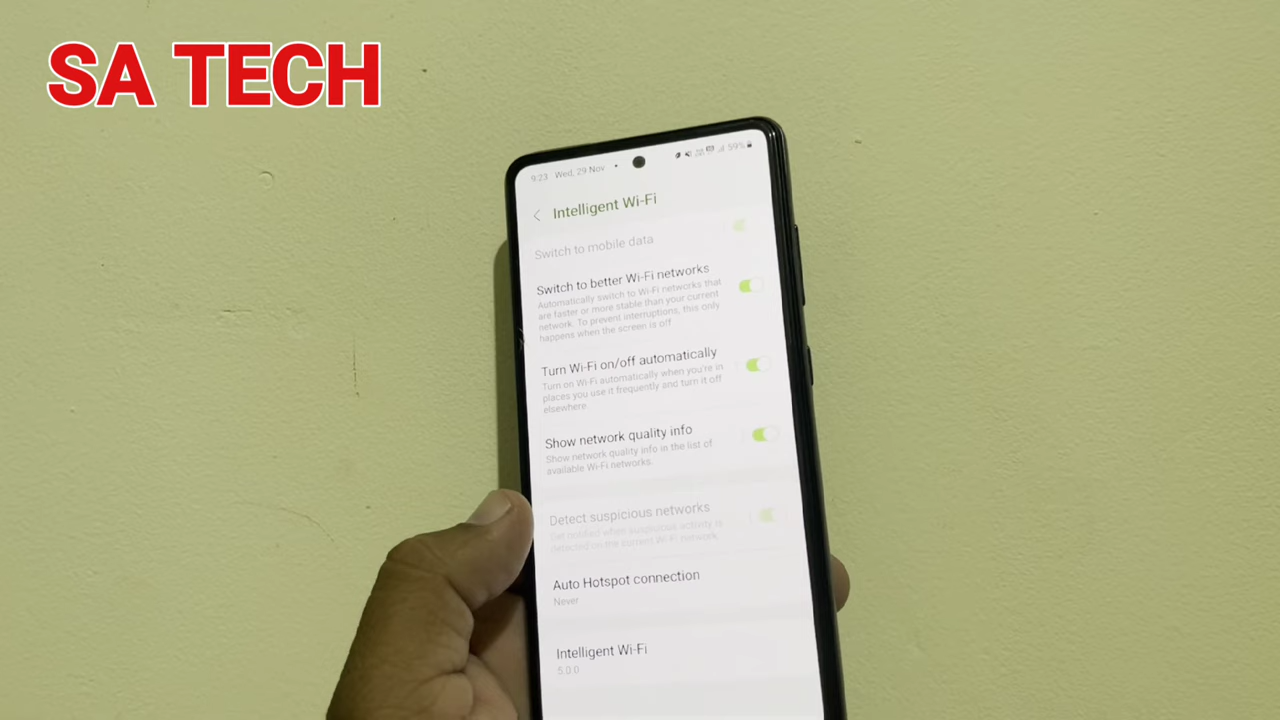 SA TECH
9:23 Wed, 29 Nov • 59%
Intelligent Wi-Fi
Switch to mobile data
Switch to better Wi-Fi networks
Automatically switch to Wi-Fi networks that
are faster or more stable than your current
network. To prevent interruptions, this only
happens when the screen is off
Turn Wi-Fi on/off automatically
Turn on Wi-Fi automatically when you're in
places you use it frequently and turn it off
elsewhere
Show network quality info
Show network quality info in the list of
available Wi-Fi networks.
Detect suspicious networks
Get notified when suspicious activity is
detected on the current Wi-Fi network.
Auto Hotspot connection
Never
Intelligent Wi-Fi
5.0.0